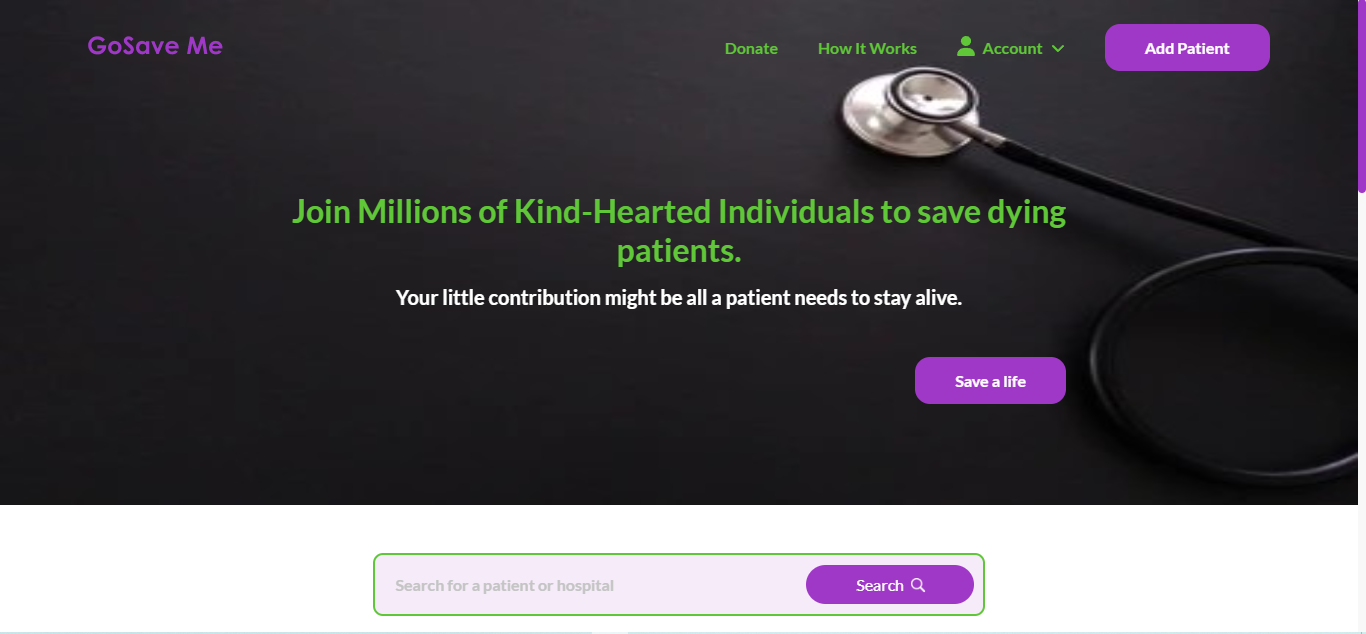 GoSave Me
Donate
How It Works
Account
Add Patient
Join Millions of Kind-Hearted Individuals to save dying
patients.
Your little contribution might be all a patient needs to stay alive.
Save a life
Search for a patient or hospital
Search